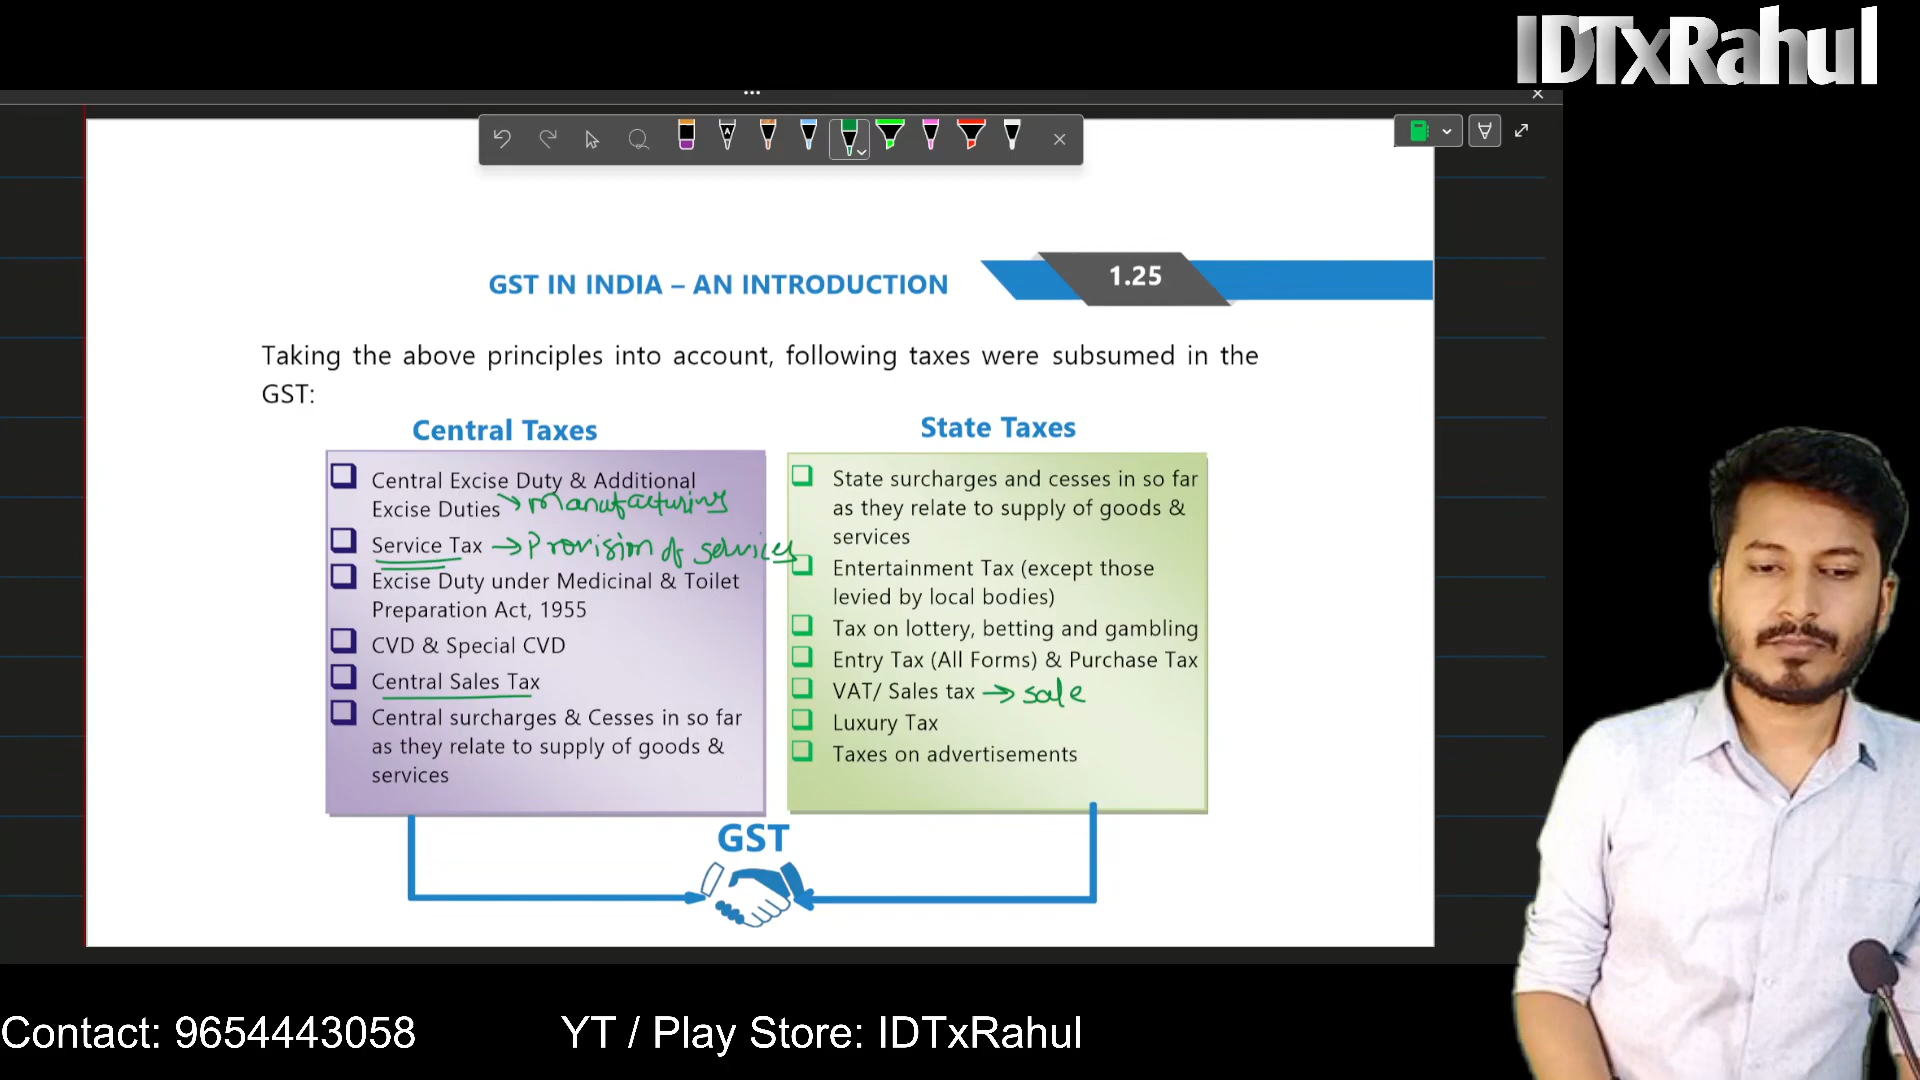 IDTxRahul
GST IN INDIA – AN INTRODUCTION
1.25
Taking the above principles into account, following taxes were subsumed in the
GST:
Central Taxes
Central Excise Duty & Additional
Excise Duties → manufacturing
Service Tax → Provision of services
Excise Duty under Medicinal & Toilet
Preparation Act, 1955
CVD & Special CVD
Central Sales Tax
Central surcharges & Cesses in so far
as they relate to supply of goods &
services
State Taxes
State surcharges and cesses in so far
as they relate to supply of goods &
services
Entertainment Tax (except those
levied by local bodies)
Tax on lottery, betting and gambling
Entry Tax (All Forms) & Purchase Tax
VAT/ Sales tax → sale
Luxury Tax
Taxes on advertisements
GST
Contact: 9654443058
YT / Play Store: IDTxRahul